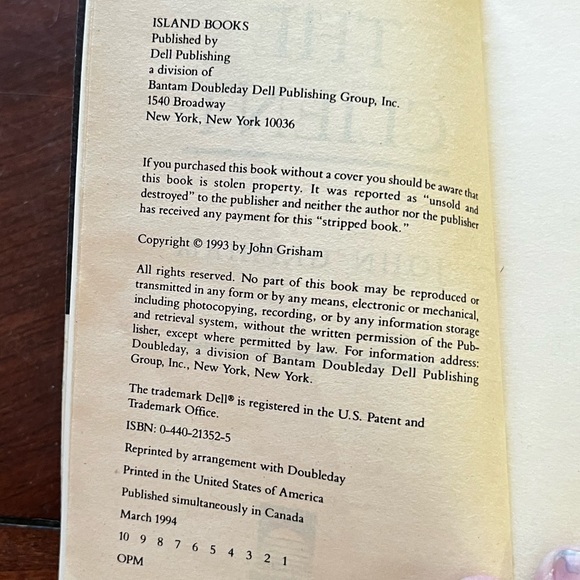 ISLAND BOOKS
Published by
Dell Publishing
a division of
Bantam Doubleday Dell Publishing Group, Inc.
1540 Broadway
New York, New York 10036
If you purchased this book without a cover you should be aware that
this book is stolen property. It was reported as “unsold and
destroyed” to the publisher and neither the author nor the publisher
has received any payment for this “stripped book.”
Copyright © 1993 by John Grisham
All rights reserved. No part of this book may be reproduced or
transmitted in any form or by any means, electronic or mechanical,
including photocopying, recording, or by any information storage
and retrieval system, without the written permission of the Pub-
lisher, except where permitted by law. For information address:
Doubleday, a division of Bantam Doubleday Dell Publishing
Group, Inc., New York, New York.
The trademark Dell® is registered in the U.S. Patent and
Trademark Office.
ISBN: 0-440-21352-5
Reprinted by arrangement with Doubleday
Printed in the United States of America
Published simultaneously in Canada
March 1994
10 9 8 7 6 5 4 3 2 1
OPM